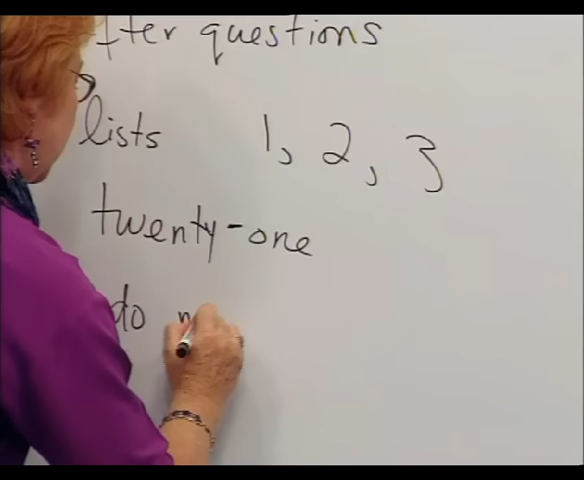 fter questions
lists 1, 2, 3
twenty-one
do